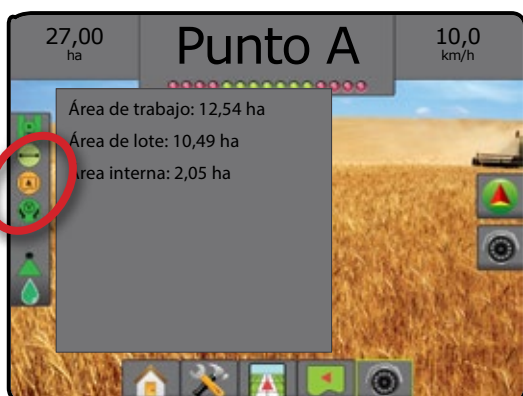 27,00
ha
Punto A
10,0
km/h
Área de trabajo: 12,54 ha
Área de lote: 10,49 ha
Área interna: 2,05 ha